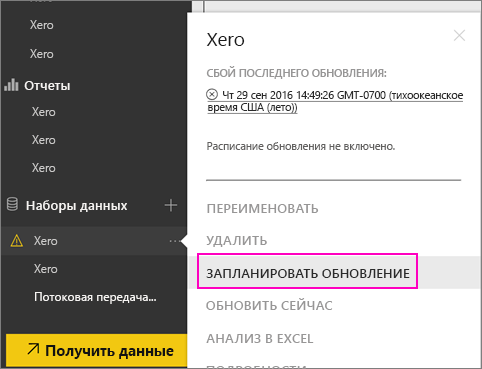 Xero
Xero
Отчеты
Xero
Xero
Xero
Наборы данных
Xero
Xero
Потоковая передача...
Получить данные
Xero
СБОЙ ПОСЛЕДНЕГО ОБНОВЛЕНИЯ:
Чт 29 сен 2016 14:49:26 GMT-0700 (тихоокеанское
время США (лето))
Расписание обновления не включено.
ПЕРЕИМЕНОВАТЬ
УДАЛИТЬ
ЗАПЛАНИРОВАТЬ ОБНОВЛЕНИЕ
ОБНОВИТЬ СЕЙЧАС
АНАЛИЗ В EXCEL
ПОДРОБНОСТИ